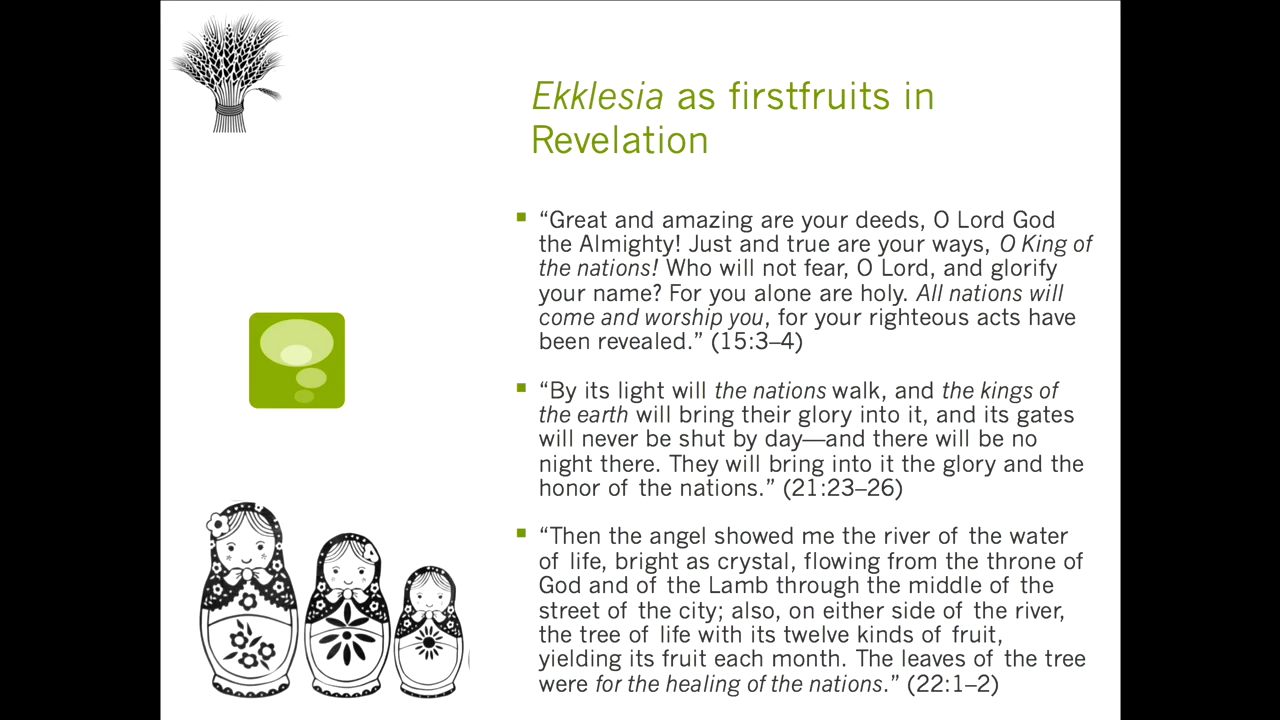 Ekklesia as firstfruits in
Revelation
“Great and amazing are your deeds, O Lord God
the Almighty! Just and true are your ways, O King of
the nations! Who will not fear, O Lord, and glorify
your name? For you alone are holy. All nations will
come and worship you, for your righteous acts have
been revealed.” (15:3–4)
“By its light will the nations walk, and the kings of
the earth will bring their glory into it, and its gates
will never be shut by day—and there will be no
night there. They will bring into it the glory and the
honor of the nations.” (21:23–26)
“Then the angel showed me the river of the water
of life, bright as crystal, flowing from the throne of
God and of the Lamb through the middle of the
street of the city; also, on either side of the river,
the tree of life with its twelve kinds of fruit,
yielding its fruit each month. The leaves of the tree
were for the healing of the nations.” (22:1–2)